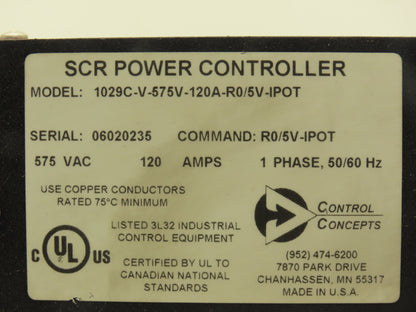 SCR POWER CONTROLLER
MODEL: 1029C-V-575V-120A-R0/5V-IPOT
SERIAL: 06020235 COMMAND: R0/5V-IPOT
575 VAC 120 AMPS 1 PHASE, 50/60 Hz
USE COPPER CONDUCTORS
RATED 75°C MINIMUM
LISTED 3L32 INDUSTRIAL
CONTROL EQUIPMENT
C UL US
CERTIFIED BY UL TO
CANADIAN NATIONAL
STANDARDS
CONTROL
CONCEPTS
(952) 474-6200
7870 PARK DRIVE
CHANHASSEN, MN 55317
MADE IN U.S.A.